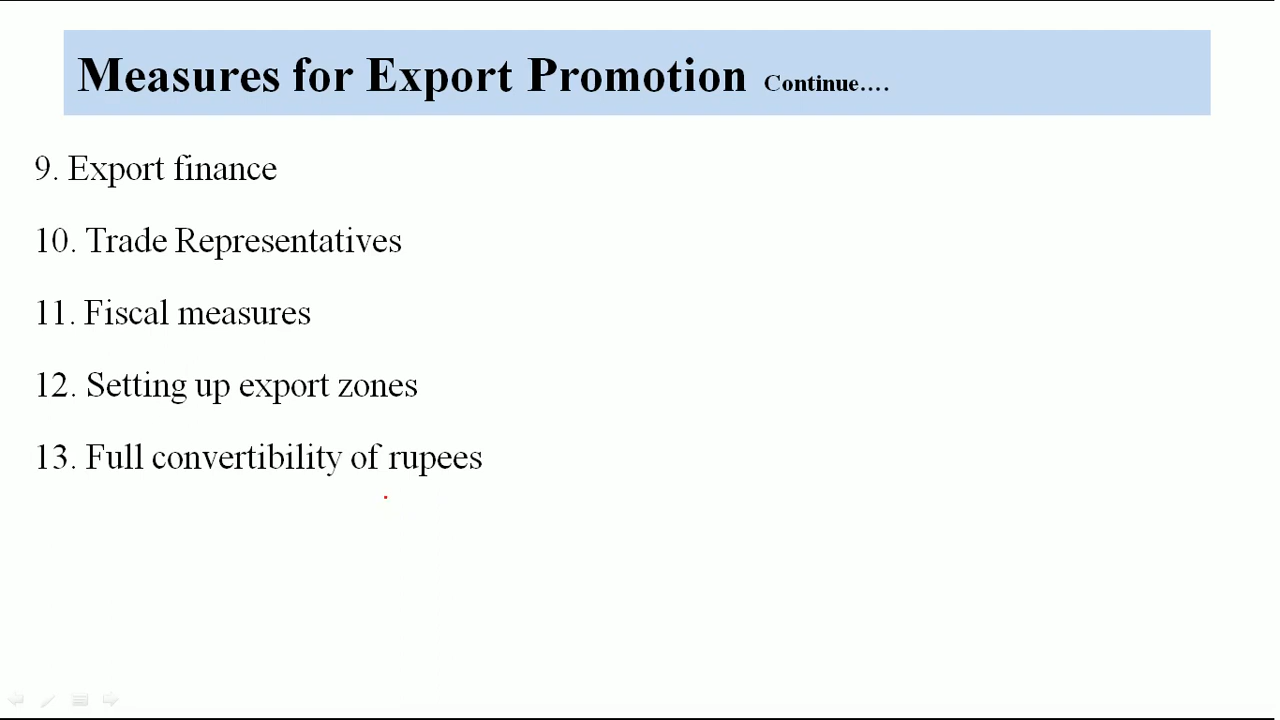 Measures for Export Promotion Continue....
9. Export finance
10. Trade Representatives
11. Fiscal measures
12. Setting up export zones
13. Full convertibility of rupees